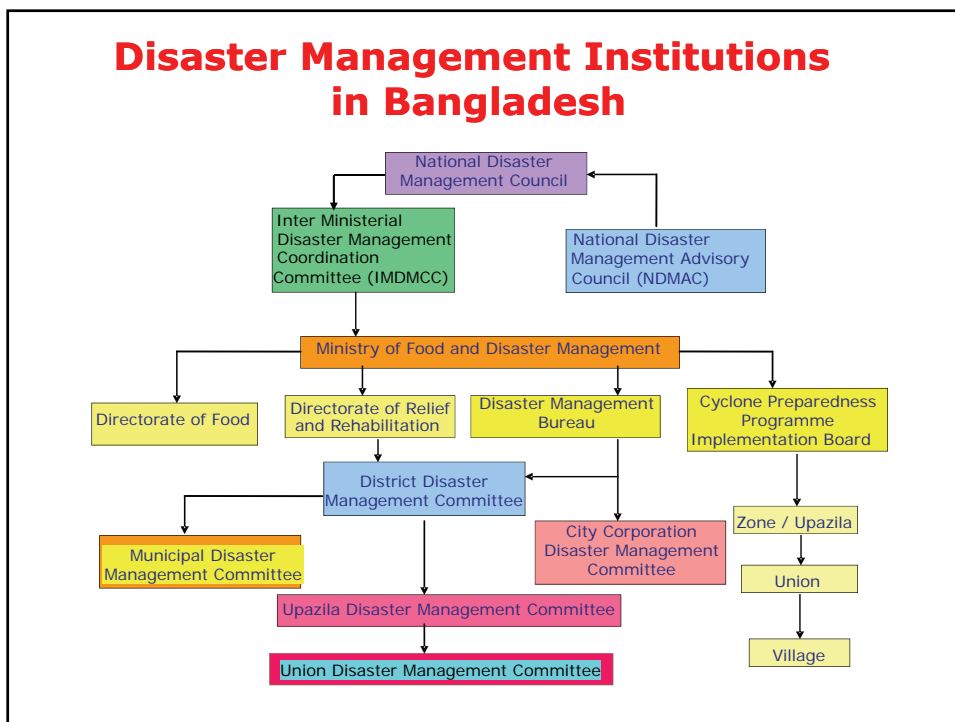 Disaster Management Institutions
in Bangladesh
National Disaster
Management Council
Inter Ministerial
Disaster Management
Coordination
Committee (IMDMCC)
National Disaster
Management Advisory
Council (NDMAC)
Ministry of Food and Disaster Management
Directorate of Food
Directorate of Relief
and Rehabilitation
Disaster Management
Bureau
Cyclone Preparedness
Programme
Implementation Board
District Disaster
Management Committee
Zone / Upazila
Municipal Disaster
Management Committee
City Corporation
Disaster Management
Committee
Union
Upazila Disaster Management Committee
Village
Union Disaster Management Committee